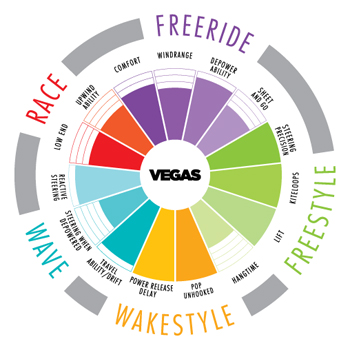 FREERIDE
WINDRANGE
DEPOWER
ABILITY
SHEET
AND GO
STEERING
PRECISION
KITELOOPS
LIFT
HANGTIME
FREESTYLE
POP
UNHOOKED
POWER RELEASE
DELAY
WAKESTYLE
TRAVEL
ABILITY/DRIFT
STEERING WHEN
DEPOWERED
REACTIVE
STEERING
WAVE
LOW END
UPWIND
ABILITY
RACE
COMFORT
VEGAS